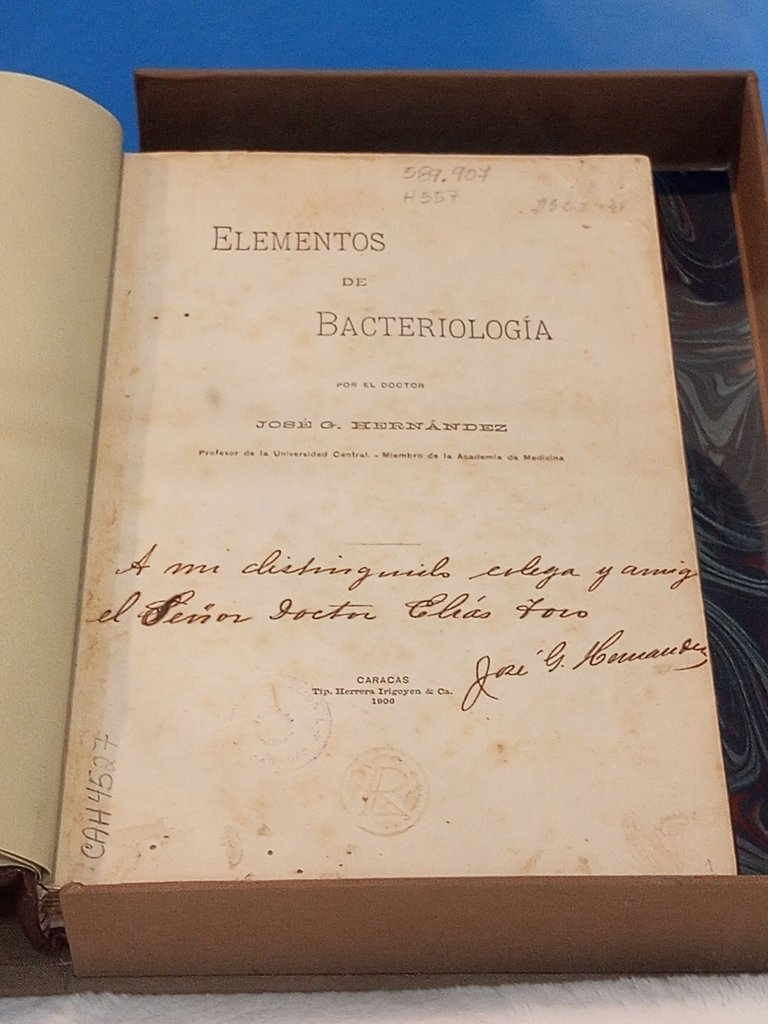 589.907
H557
ELEMENTOS
DE
BACTERIOLOGÍA
POR EL DOCTOR
JOSÉ G. HERNÁNDEZ
Profesor de la Universidad Central. - Miembro de la Academia de Medicina
A mi distinguido colega y amig
el Señor Doctor Elías Toro
José G. Hernandez
CARACAS
Tip. Herrera Irigoyen & Ca.
1906
CAH4527
R